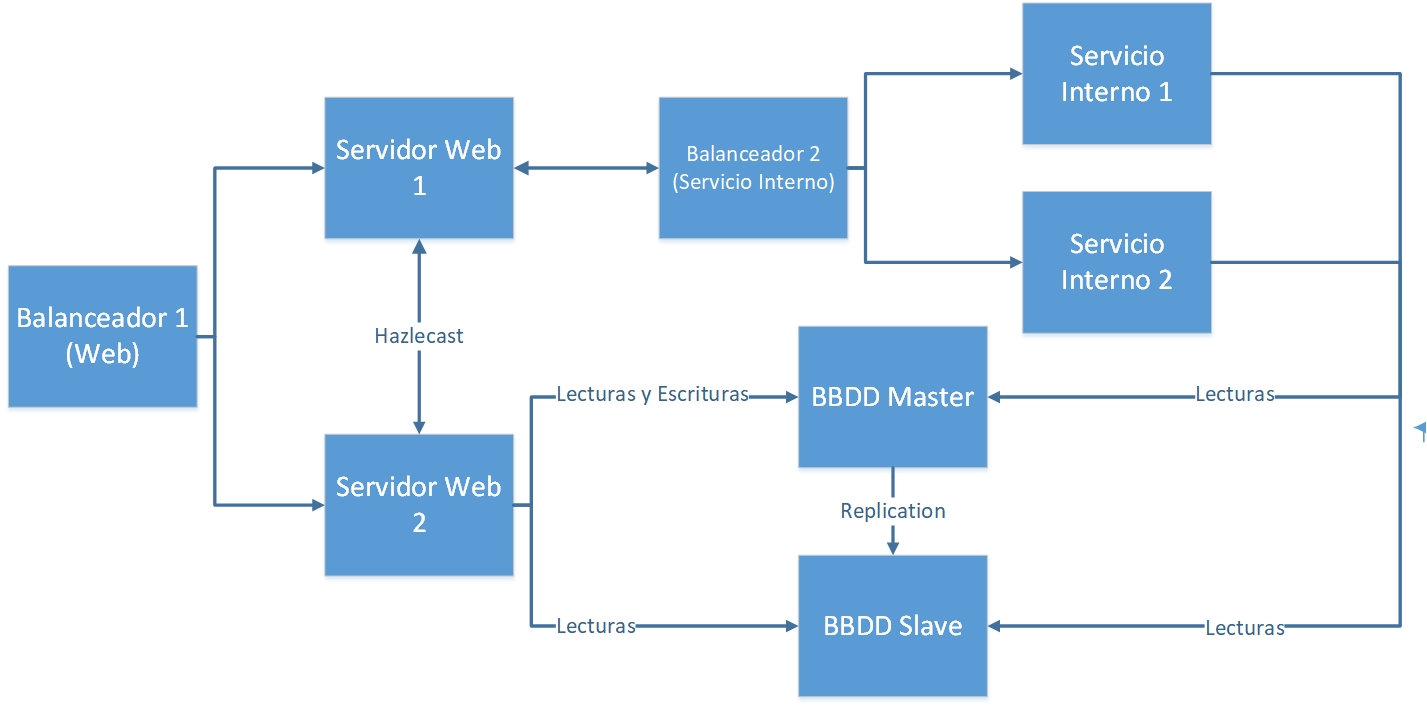 Servicio
Interno 1
Servidor Web
1
Balanceador 2
(Servicio Interno)
Servicio
Interno 2
Balanceador 1
(Web)
Hazlecast
Lecturas y Escrituras
BBDD Master
Lecturas
Servidor Web
2
Replication
Lecturas
BBDD Slave
Lecturas